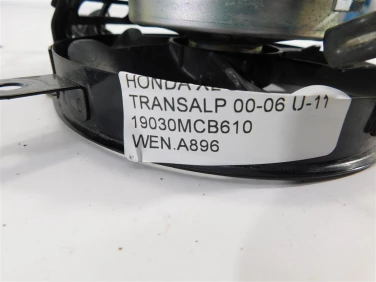 HONDA XL
TRANSALP 00-06 U-11
19030MCB610
WEN.A896